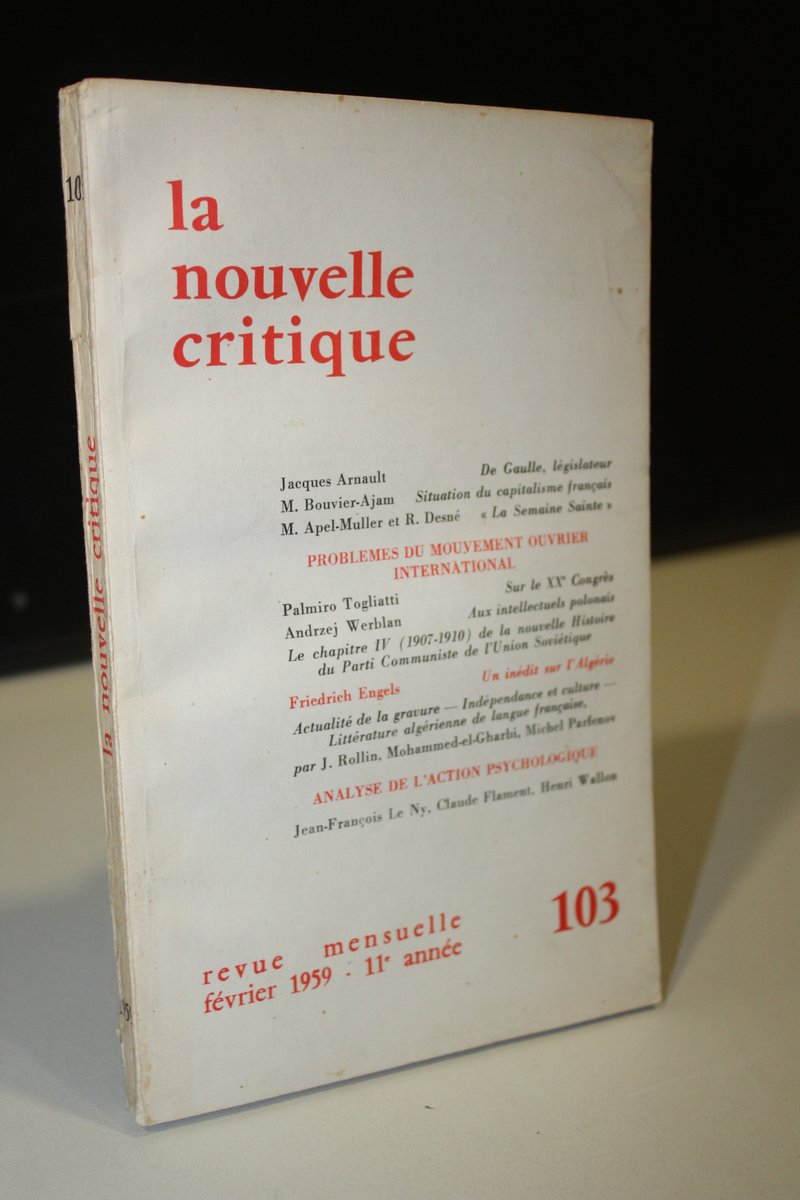 la
nouvelle
critique
Jacques Arnault De Gaulle, législateur
M. Bouvier-Ajam Situation du capitalisme français
M. Apel-Muller et R. Desné « La Semaine Sainte »
PROBLEMES DU MOUVEMENT OUVRIER
INTERNATIONAL
Palmiro Togliatti Sur le XXe Congrès
Andrzej Werblan Aux intellectuels polonais
Le chapitre IV (1907-1910) de la nouvelle Histoire
du Parti Communiste de l'Union Soviétique
Friedrich Engels Un inédit sur l'Algérie
Actualité de la gravure — Indépendance et culture —
Littérature algérienne de langue française,
par J. Rollin, Mohammed-el-Gharbi, Michel Parfenov
ANALYSE DE L'ACTION PSYCHOLOGIQUE
Jean-François Le Ny, Claude Flament, Henri Wallon
103
revue mensuelle
février 1959 - 11e année
la nouvelle critique